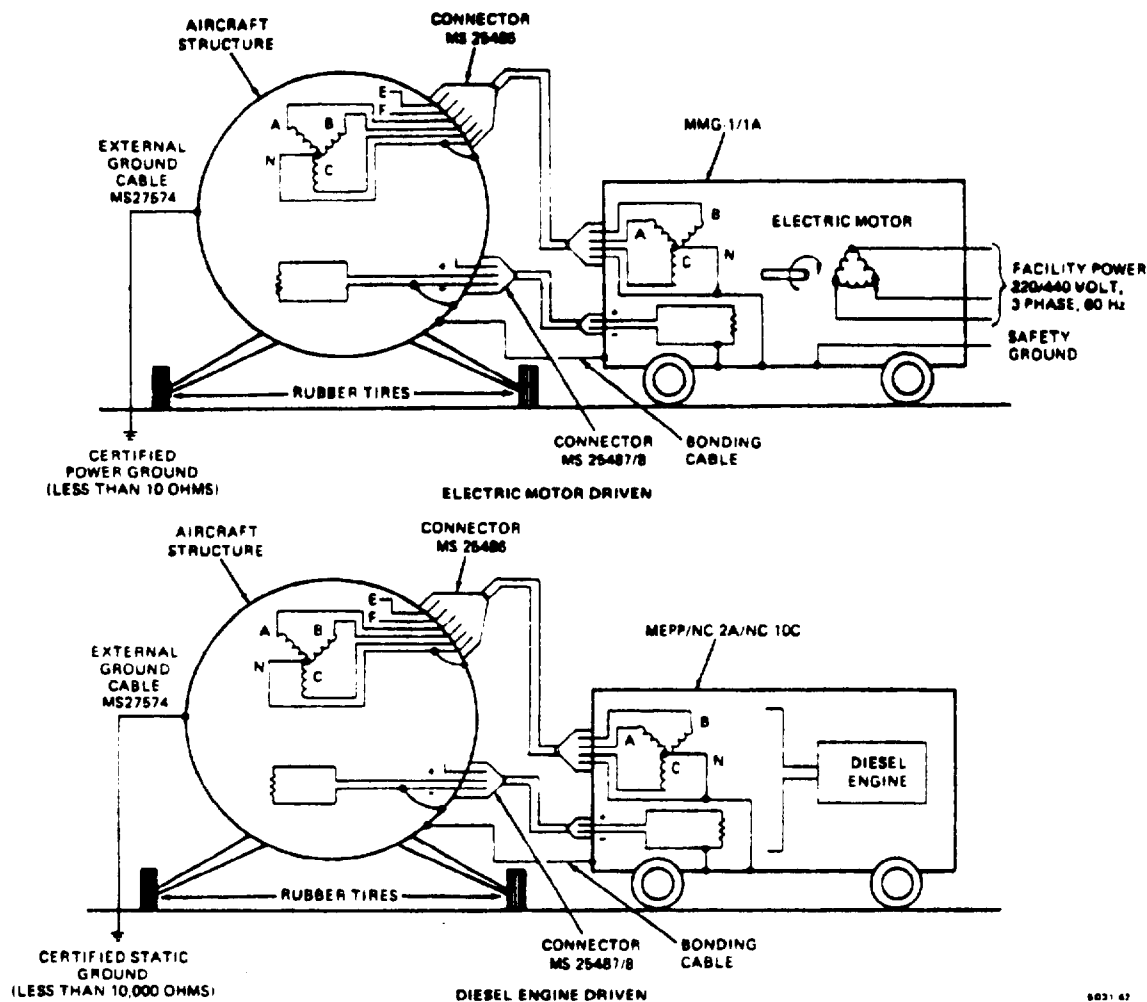 AIRCRAFT
STRUCTURE
CONNECTOR
MS 25486
E
F
A
B
N
C
EXTERNAL
GROUND
CABLE
MS27574
MMG-1/1A
B
A
N
C
ELECTRIC MOTOR
FACILITY POWER
220/440 VOLT,
3 PHASE, 60 Hz
SAFETY
GROUND
+
-
+
-
RUBBER TIRES
CERTIFIED
POWER GROUND
(LESS THAN 10 OHMS)
CONNECTOR
MS 25487/8
BONDING
CABLE
ELECTRIC MOTOR DRIVEN
AIRCRAFT
STRUCTURE
CONNECTOR
MS 25486
E
F
A
B
N
C
EXTERNAL
GROUND
CABLE
MS27574
MEPP/NC 2A/NC 10C
B
A
N
C
DIESEL
ENGINE
+
-
+
-
RUBBER TIRES
CERTIFIED STATIC
GROUND
(LESS THAN 10,000 OHMS)
CONNECTOR
MS 25487/8
BONDING
CABLE
DIESEL ENGINE DRIVEN